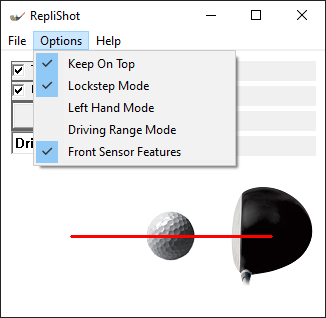 RepliShot
File Options Help
Keep On Top
Lockstep Mode
Left Hand Mode
Driving Range Mode
Front Sensor Features
Dri